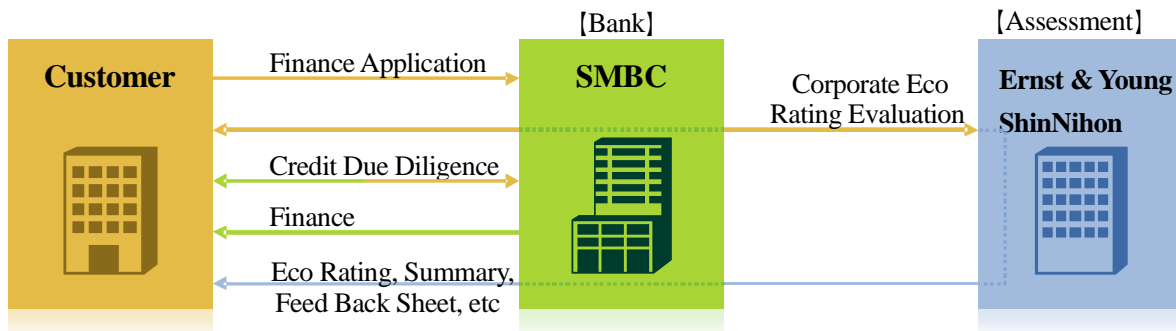 【Bank】
【Assessment】
Customer
Finance Application
SMBC
Corporate Eco
Rating Evaluation
Ernst & Young
ShinNihon
Credit Due Diligence
Finance
Eco Rating, Summary,
Feed Back Sheet, etc